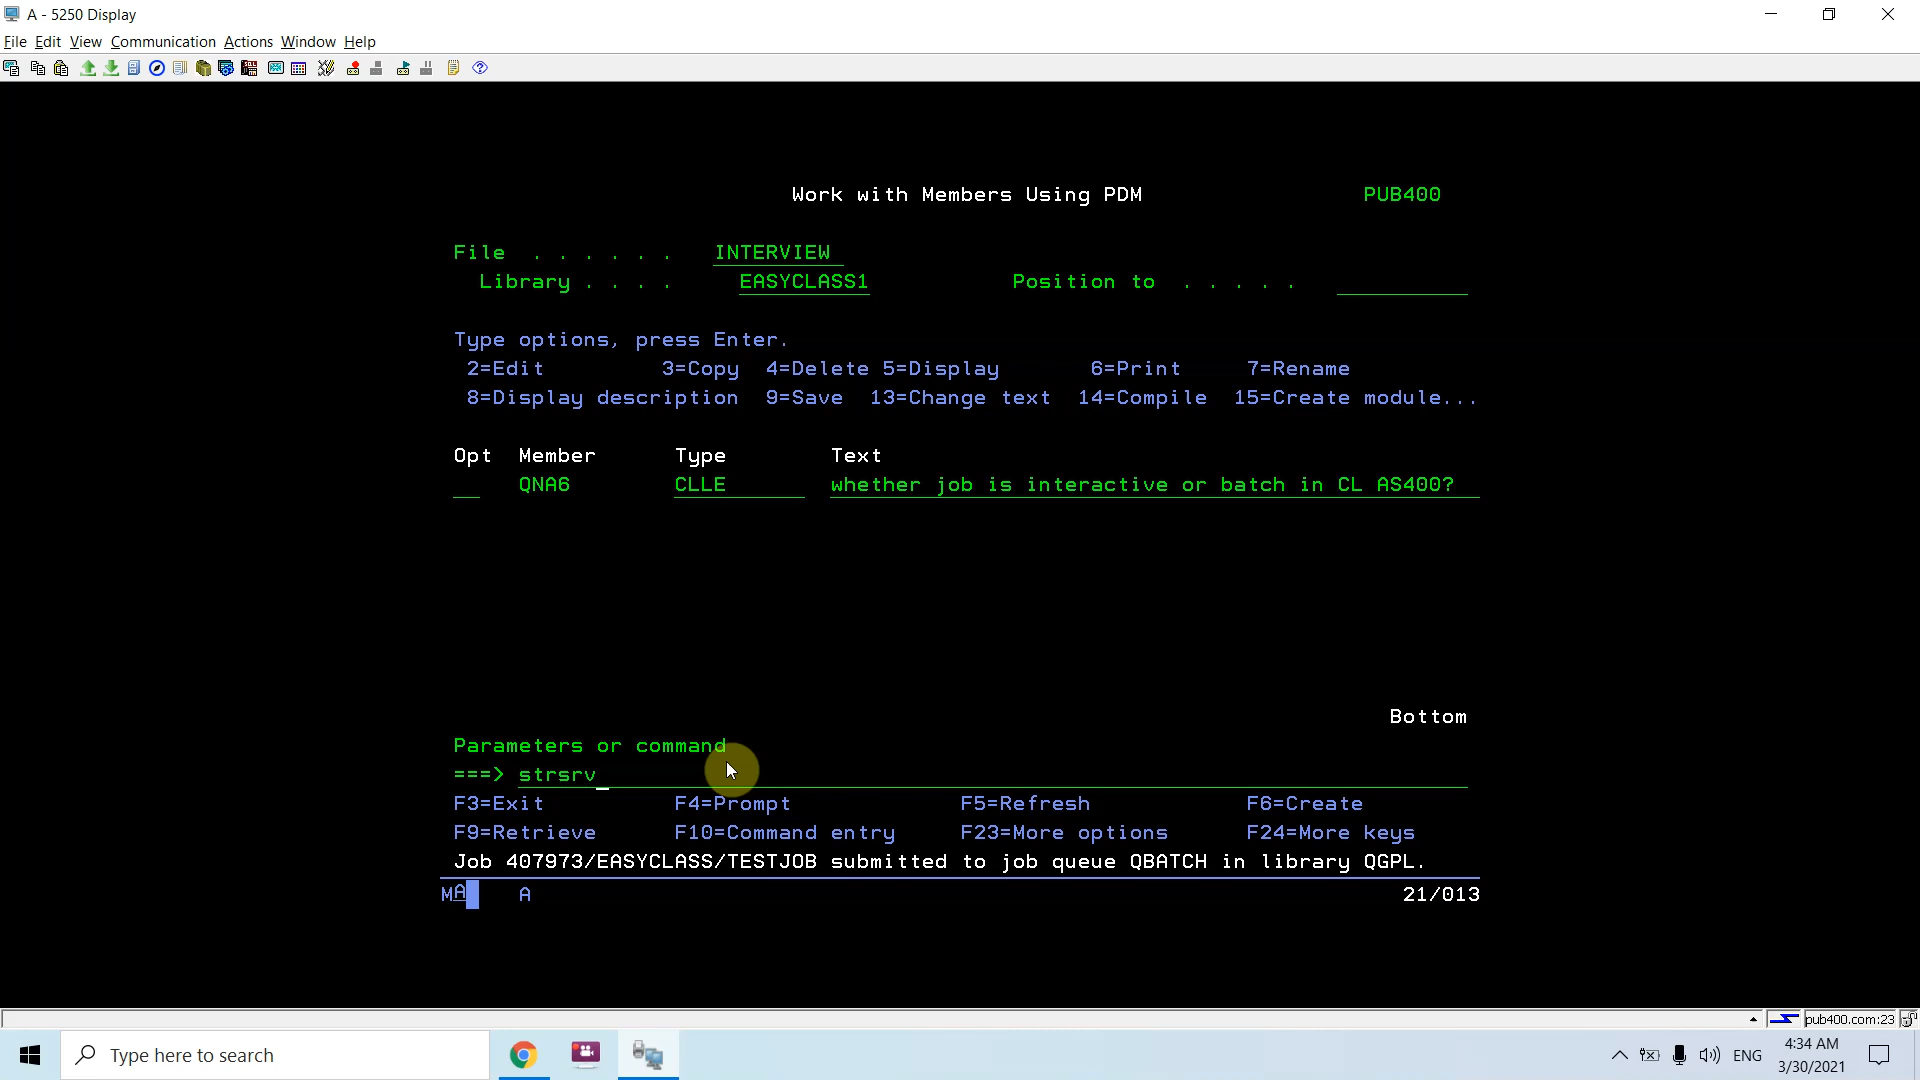 A - 5250 Display
File Edit View Communication Actions Window Help
Work with Members Using PDM PUB400
File . . . . . . INTERVIEW
Library . . . . EASYCLASS1 Position to . . . . .
Type options, press Enter.
2=Edit 3=Copy 4=Delete 5=Display 6=Print 7=Rename
8=Display description 9=Save 13=Change text 14=Compile 15=Create module...
Opt Member Type Text
QNA6 CLLE whether job is interactive or batch in CL AS400?
Bottom
Parameters or command
===> strsrv
F3=Exit F4=Prompt F5=Refresh F6=Create
F9=Retrieve F10=Command entry F23=More options F24=More keys
Job 407973/EASYCLASS/TESTJOB submitted to job queue QBATCH in library QGPL.
MA A 21/013
pub400.com:23
Type here to search
ENG
4:34 AM
3/30/2021